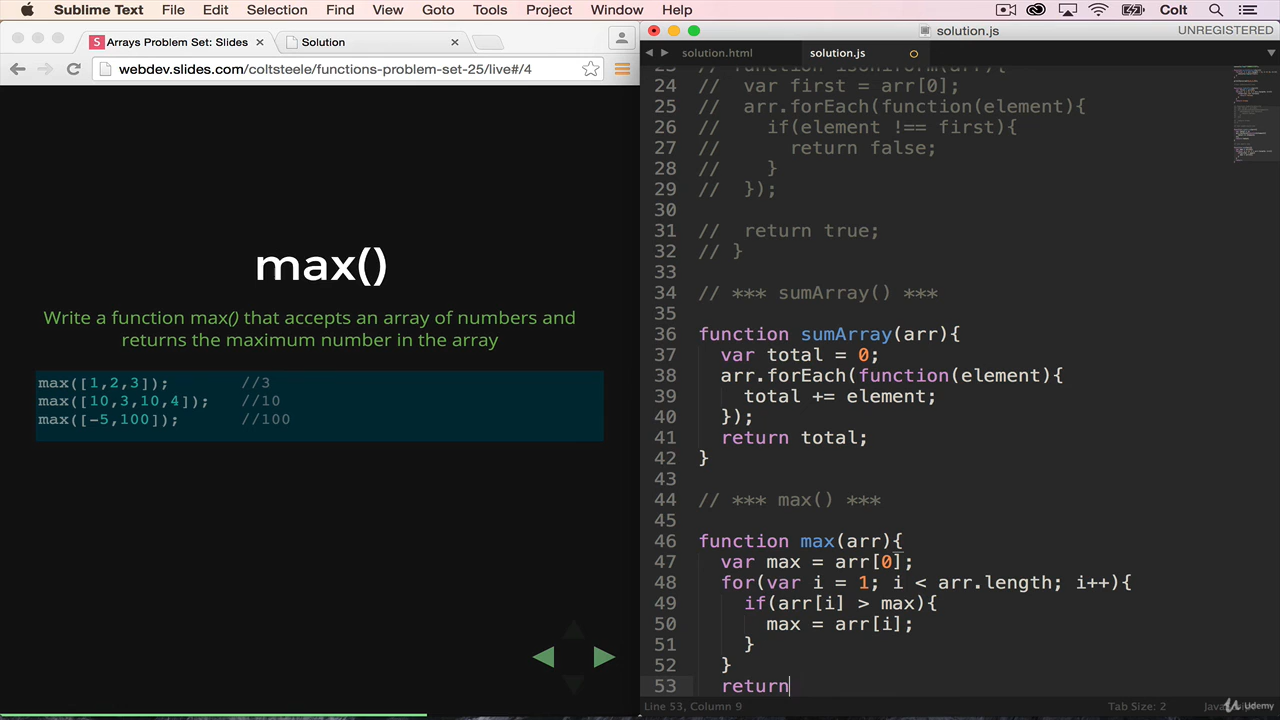 Sublime Text File Edit Selection Find View Goto Tools Project Window Help Colt
Arrays Problem Set: Slides × Solution ×
webdev.slides.com/coltsteele/functions-problem-set-25/live#/4
max()
Write a function max() that accepts an array of numbers and
returns the maximum number in the array
max([1,2,3]); //3
max([10,3,10,4]); //10
max([-5,100]); //100
solution.js UNREGISTERED
solution.html solution.js
23 // function isUniform(arr){
24 // var first = arr[0];
25 // arr.forEach(function(element){
26 // if(element !== first){
27 // return false;
28 // }
29 // });
30
31 // return true;
32 // }
33
34 // *** sumArray() ***
35
36 function sumArray(arr){
37 var total = 0;
38 arr.forEach(function(element){
39 total += element;
40 });
41 return total;
42 }
43
44 // *** max() ***
45
46 function max(arr){
47 var max = arr[0];
48 for(var i = 1; i < arr.length; i++){
49 if(arr[i] > max){
50 max = arr[i];
51 }
52 }
53 return
Line 53, Column 9 Tab Size: 2
Udemy